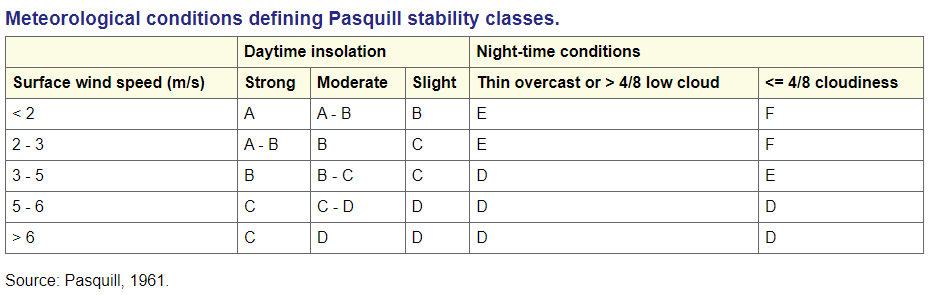 Meteorological conditions defining Pasquill stability classes.
Daytime insolation Night-time conditions
Surface wind speed (m/s) Strong Moderate Slight Thin overcast or > 4/8 low cloud <= 4/8 cloudiness
< 2 A A - B B E F
2 - 3 A - B B C E F
3 - 5 B B - C C D E
5 - 6 C C - D D D D
> 6 C D D D D
Source: Pasquill, 1961.